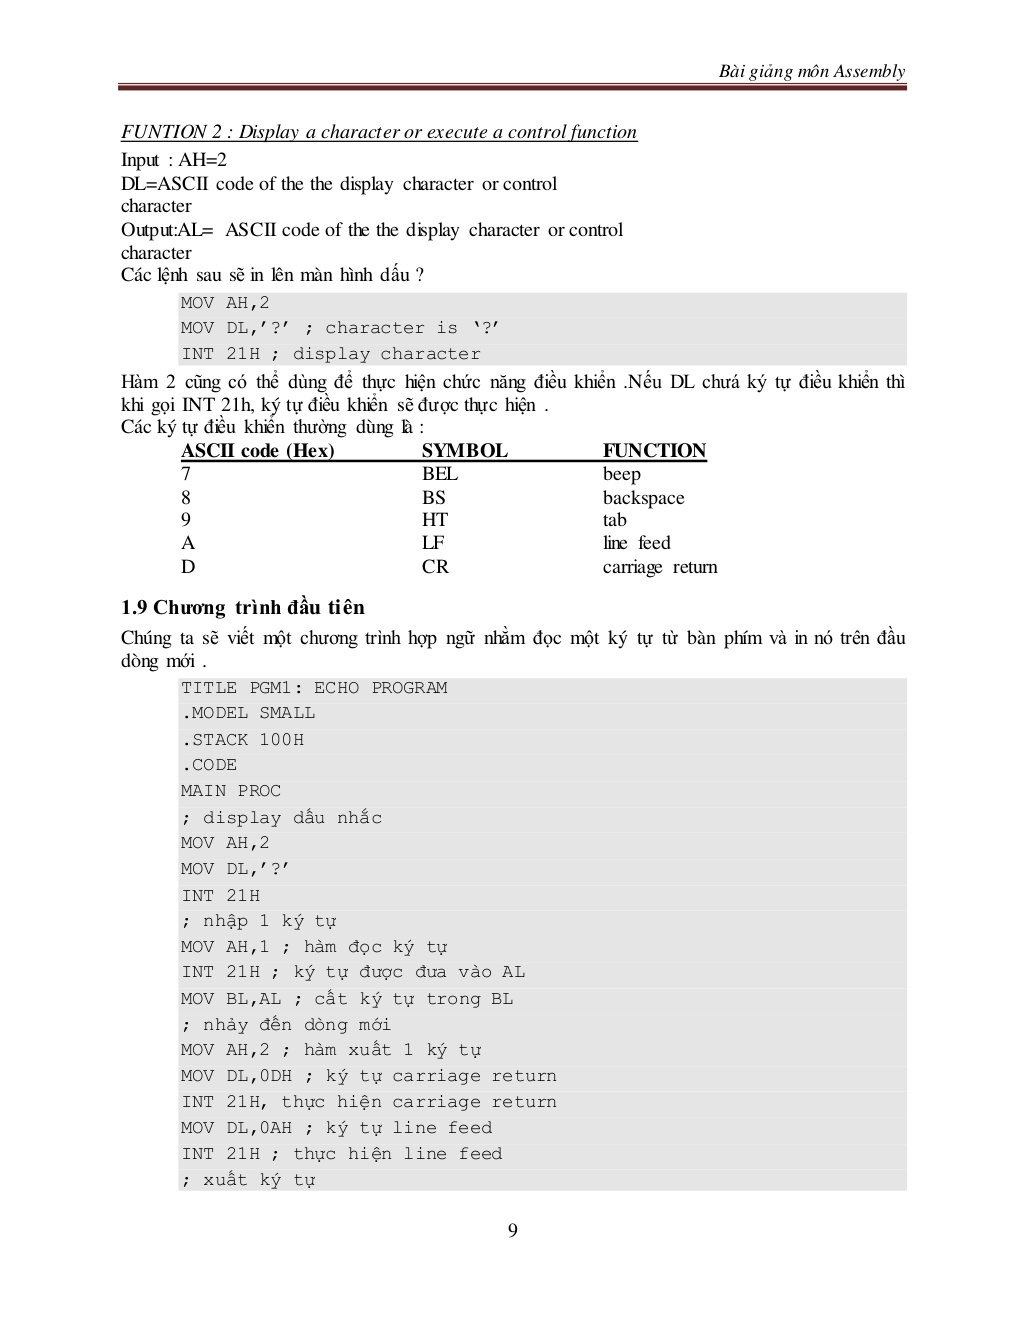 Bài giảng môn Assembly
FUNTION 2 : Display a character or execute a control function
Input : AH=2
DL=ASCII code of the the display character or control
character
Output:AL= ASCII code of the the display character or control
character
Các lệnh sau sẽ in lên màn hình dấu ?
MOV AH,2
MOV DL,’?’ ; character is ‘?’
INT 21H ; display character
Hàm 2 cũng có thể dùng để thực hiện chức năng điều khiển .Nếu DL chưá ký tự điều khiển thì
khi gọi INT 21h, ký tự điều khiển sẽ được thực hiện .
Các ký tự điều khiển thường dùng là :
ASCII code (Hex) SYMBOL FUNCTION
7 BEL beep
8 BS backspace
9 HT tab
A LF line feed
D CR carriage return
1.9 Chương trình đầu tiên
Chúng ta sẽ viết một chương trình hợp ngữ nhằm đọc một ký tự từ bàn phím và in nó trên đầu
dòng mới .
TITLE PGM1: ECHO PROGRAM
.MODEL SMALL
.STACK 100H
.CODE
MAIN PROC
; display dấu nhắc
MOV AH,2
MOV DL,’?’
INT 21H
; nhập 1 ký tự
MOV AH,1 ; hàm đọc ký tự
INT 21H ; ký tự được đưa vào AL
MOV BL,AL ; cất ký tự trong BL
; nhảy đến dòng mới
MOV AH,2 ; hàm xuất 1 ký tự
MOV DL,0DH ; ký tự carriage return
INT 21H, thực hiện carriage return
MOV DL,0AH ; ký tự line feed
INT 21H ; thực hiện line feed
; xuất ký tự
9